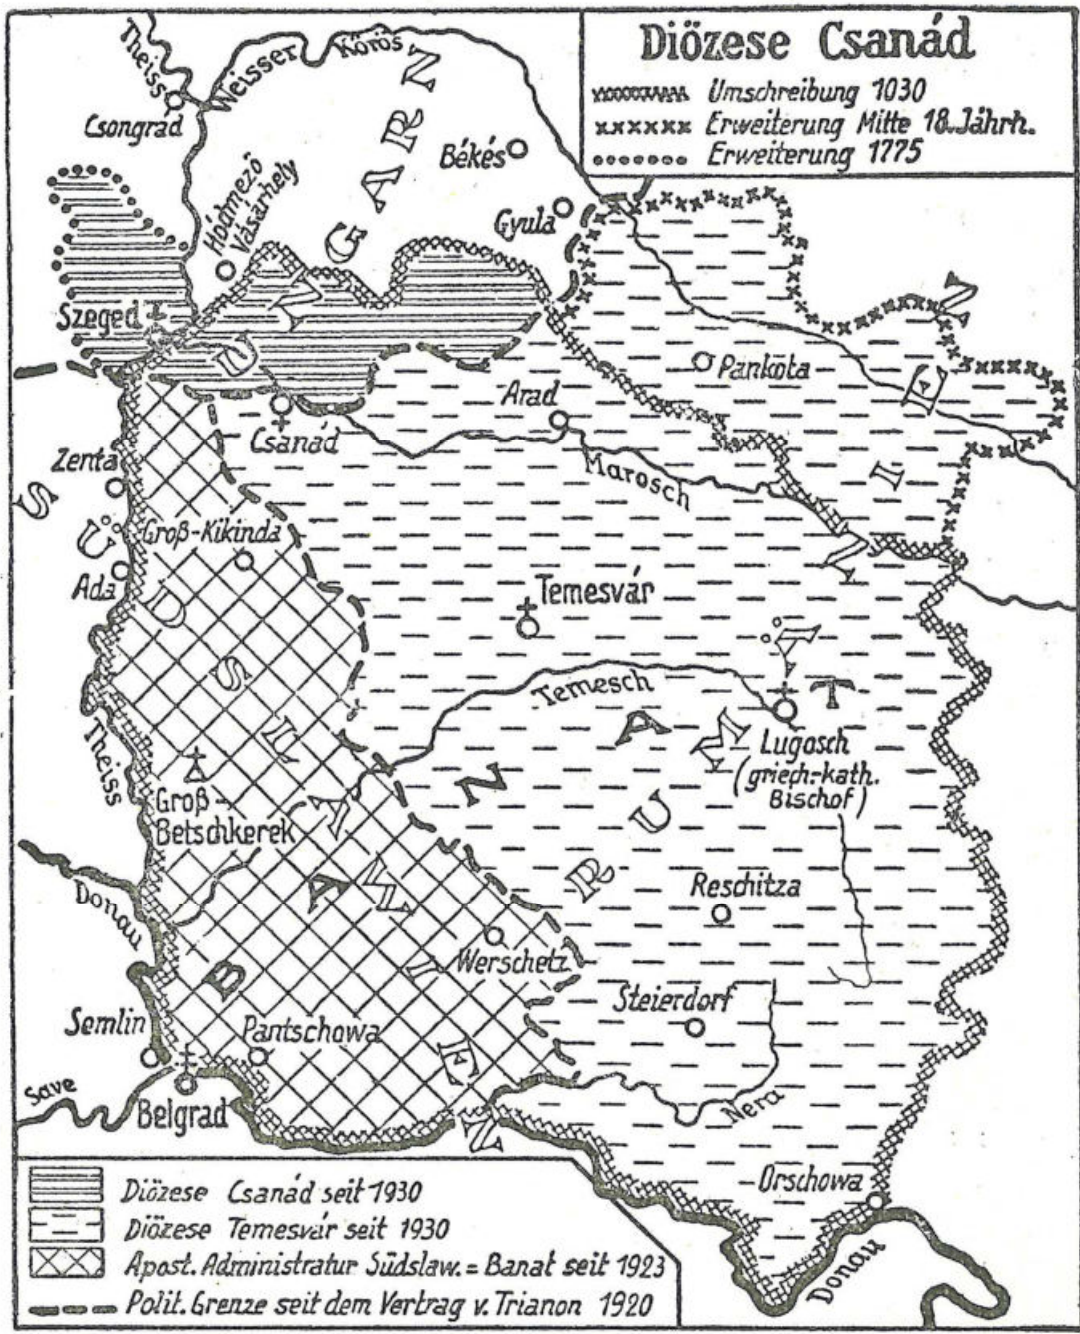 Diözese Csanád
Umschreibung 1030
Erweiterung Mitte 18. Jahrh.
Erweiterung 1775
Theiss
Weisser Körös
Csongrád
Békés
Hódmezö
Vásárhely
Gyula
UNGARN
Szeged
Pankota
Arad
Csanád
Marosch
Zenta
Groß-Kikinda
Ada
Temesvár
Temesch
Lugosch
(griech.-kath.
Bischof)
SÜDSLAWIEN
RUMÄNIEN
BANAT
Theiss
Groß-
Betschkerek
Donau
Reschitza
Werschetz
Steierdorf
Semlin
Pantschowa
Save
Belgrad
Nera
Orschowa
Donau
Diözese Csanád seit 1930
Diözese Temesvár seit 1930
Apost. Administratur Südslaw. = Banat seit 1923
Polit. Grenze seit dem Vertrag v. Trianon 1920